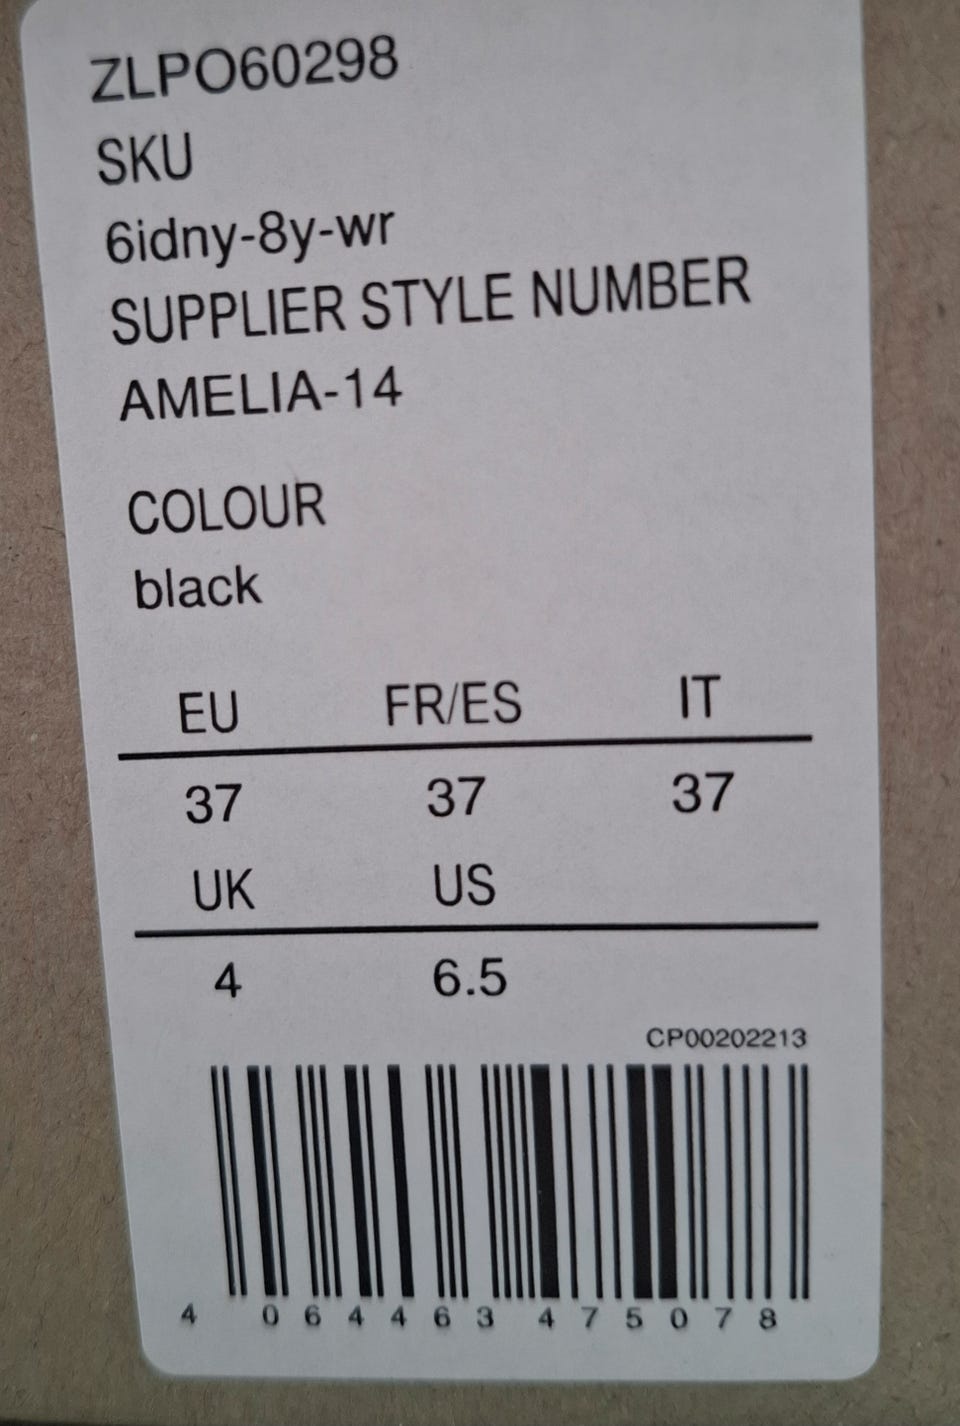 ZLPO60298
SKU
6idny-8y-wr
SUPPLIER STYLE NUMBER
AMELIA-14
COLOUR
black
EU FR/ES IT
37 37 37
UK US
4 6.5
CP00202213
4 064463 475078